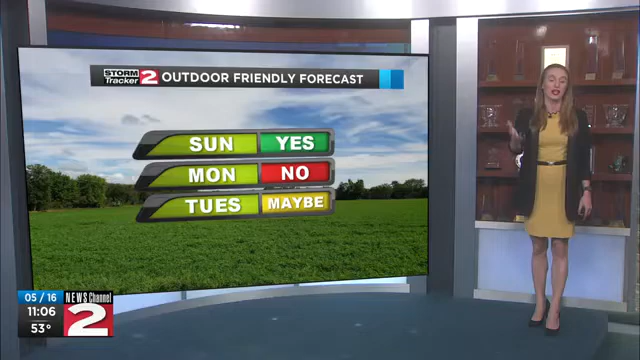 STORM Tracker 2 OUTDOOR FRIENDLY FORECAST
SUN YES
MON NO
TUES MAYBE
05/16 NEWS Channel
11:06 2
53°